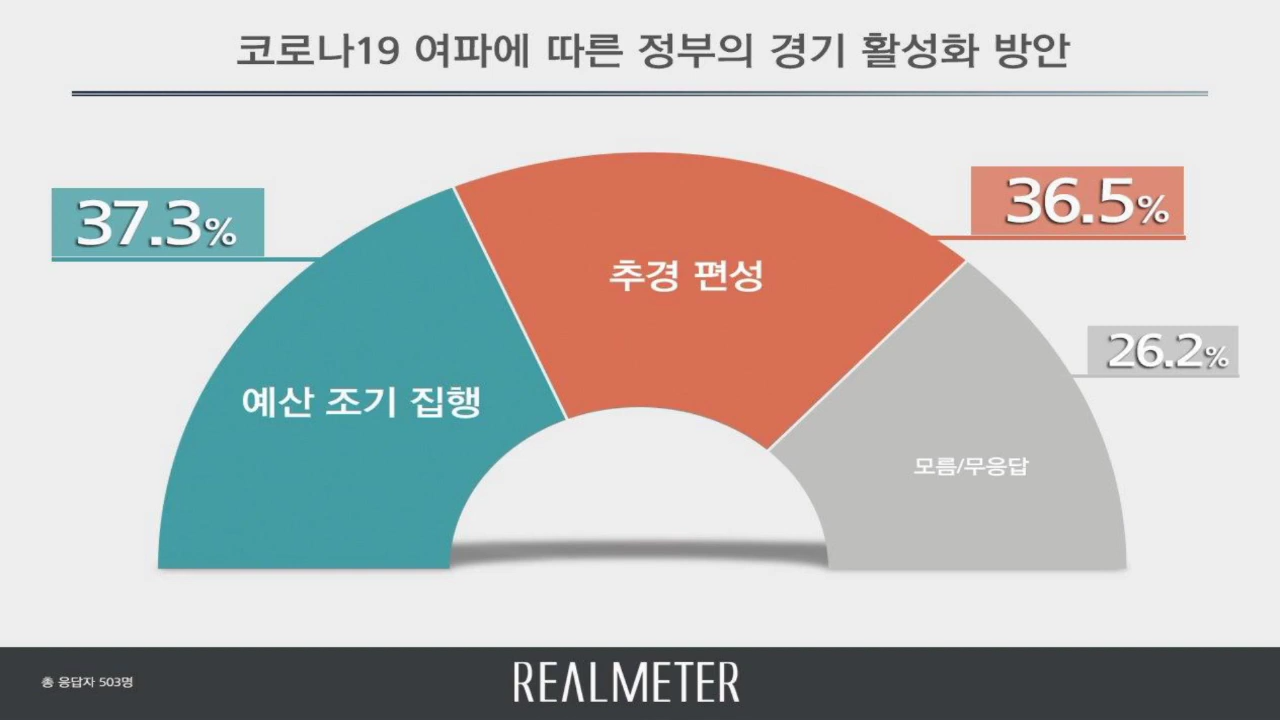 코로나19 여파에 따른 정부의 경기 활성화 방안
37.3%
36.5%
추경 편성
26.2%
예산 조기 집행
모름/무응답
총 응답자 503명
REALMETER